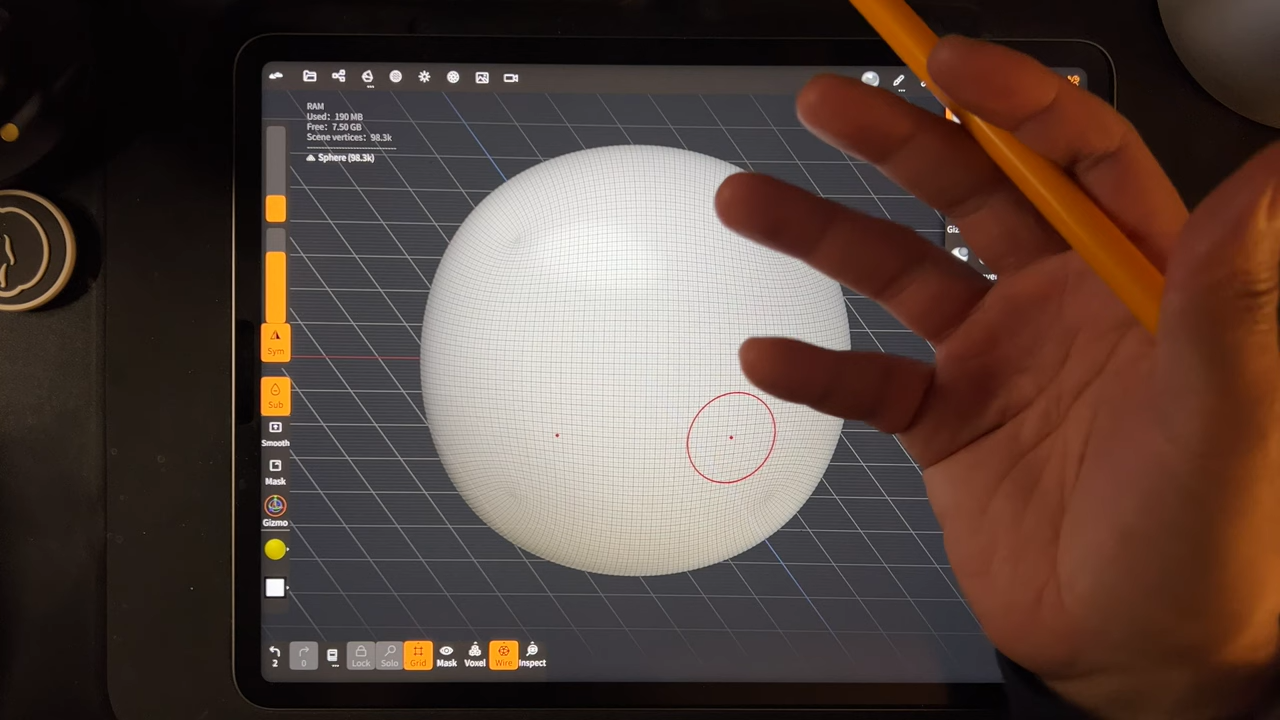 RAM
Used: 190 MB
Free: 7.50 GB
Scene vertices: 98.3k
Sphere (98.3k)
Giz
Sym
Sub
Smooth
Mask
Gizmo
2
0
Lock
Solo
Grid
Mask
Voxel
Wire
Inspect